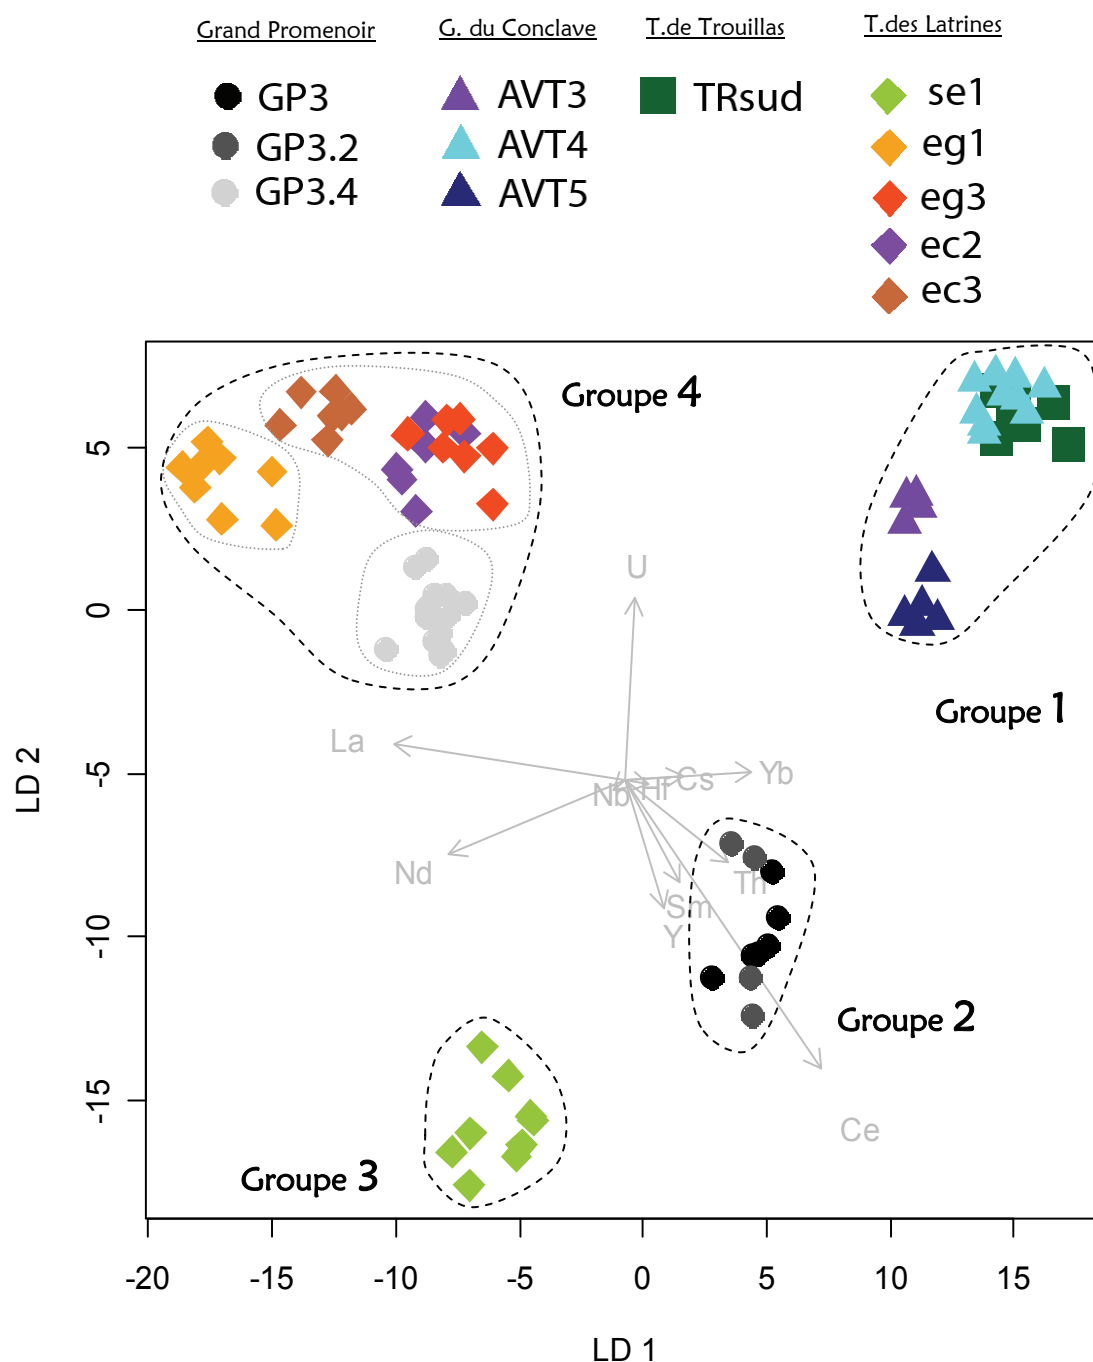 Grand Promenoir G. du Conclave T.de Trouillas T.des Latrines
GP3 AVT3 TRsud se1
GP3.2 AVT4 eg1
GP3.4 AVT5 eg3
ec2
ec3
Groupe 4
5
U
0
Groupe 1
La
-5
Nb Hf Cs Yb
LD 2
Nd Th
Sm
Y
-10
Groupe 2
-15
Ce
Groupe 3
-20 -15 -10 -5 0 5 10 15
LD 1